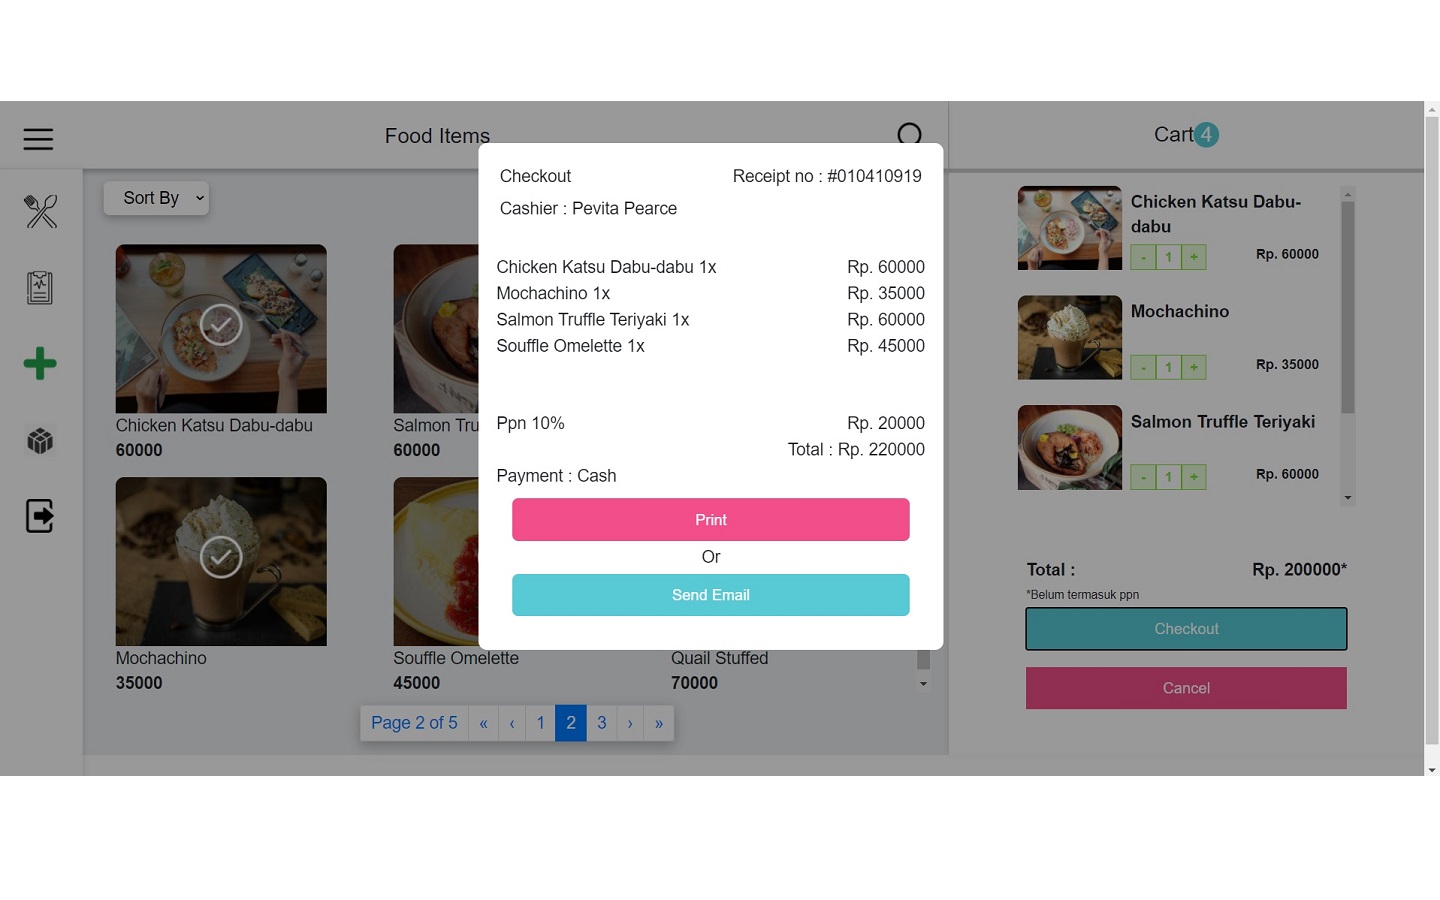 Food Items
Cart 4
Sort By
Chicken Katsu Dabu-dabu
60000
Salmon Tru
60000
Mochachino
35000
Souffle Omelette
45000
Quail Stuffed
70000
Page 2 of 5 « ‹ 1 2 3 › »
Checkout Receipt no : #010410919
Cashier : Pevita Pearce
Chicken Katsu Dabu-dabu 1x Rp. 60000
Mochachino 1x Rp. 35000
Salmon Truffle Teriyaki 1x Rp. 60000
Souffle Omelette 1x Rp. 45000
Ppn 10% Rp. 20000
Total : Rp. 220000
Payment : Cash
Print
Or
Send Email
Chicken Katsu Dabu-
dabu
- 1 + Rp. 60000
Mochachino
- 1 + Rp. 35000
Salmon Truffle Teriyaki
- 1 + Rp. 60000
Total : Rp. 200000*
*Belum termasuk ppn
Checkout
Cancel